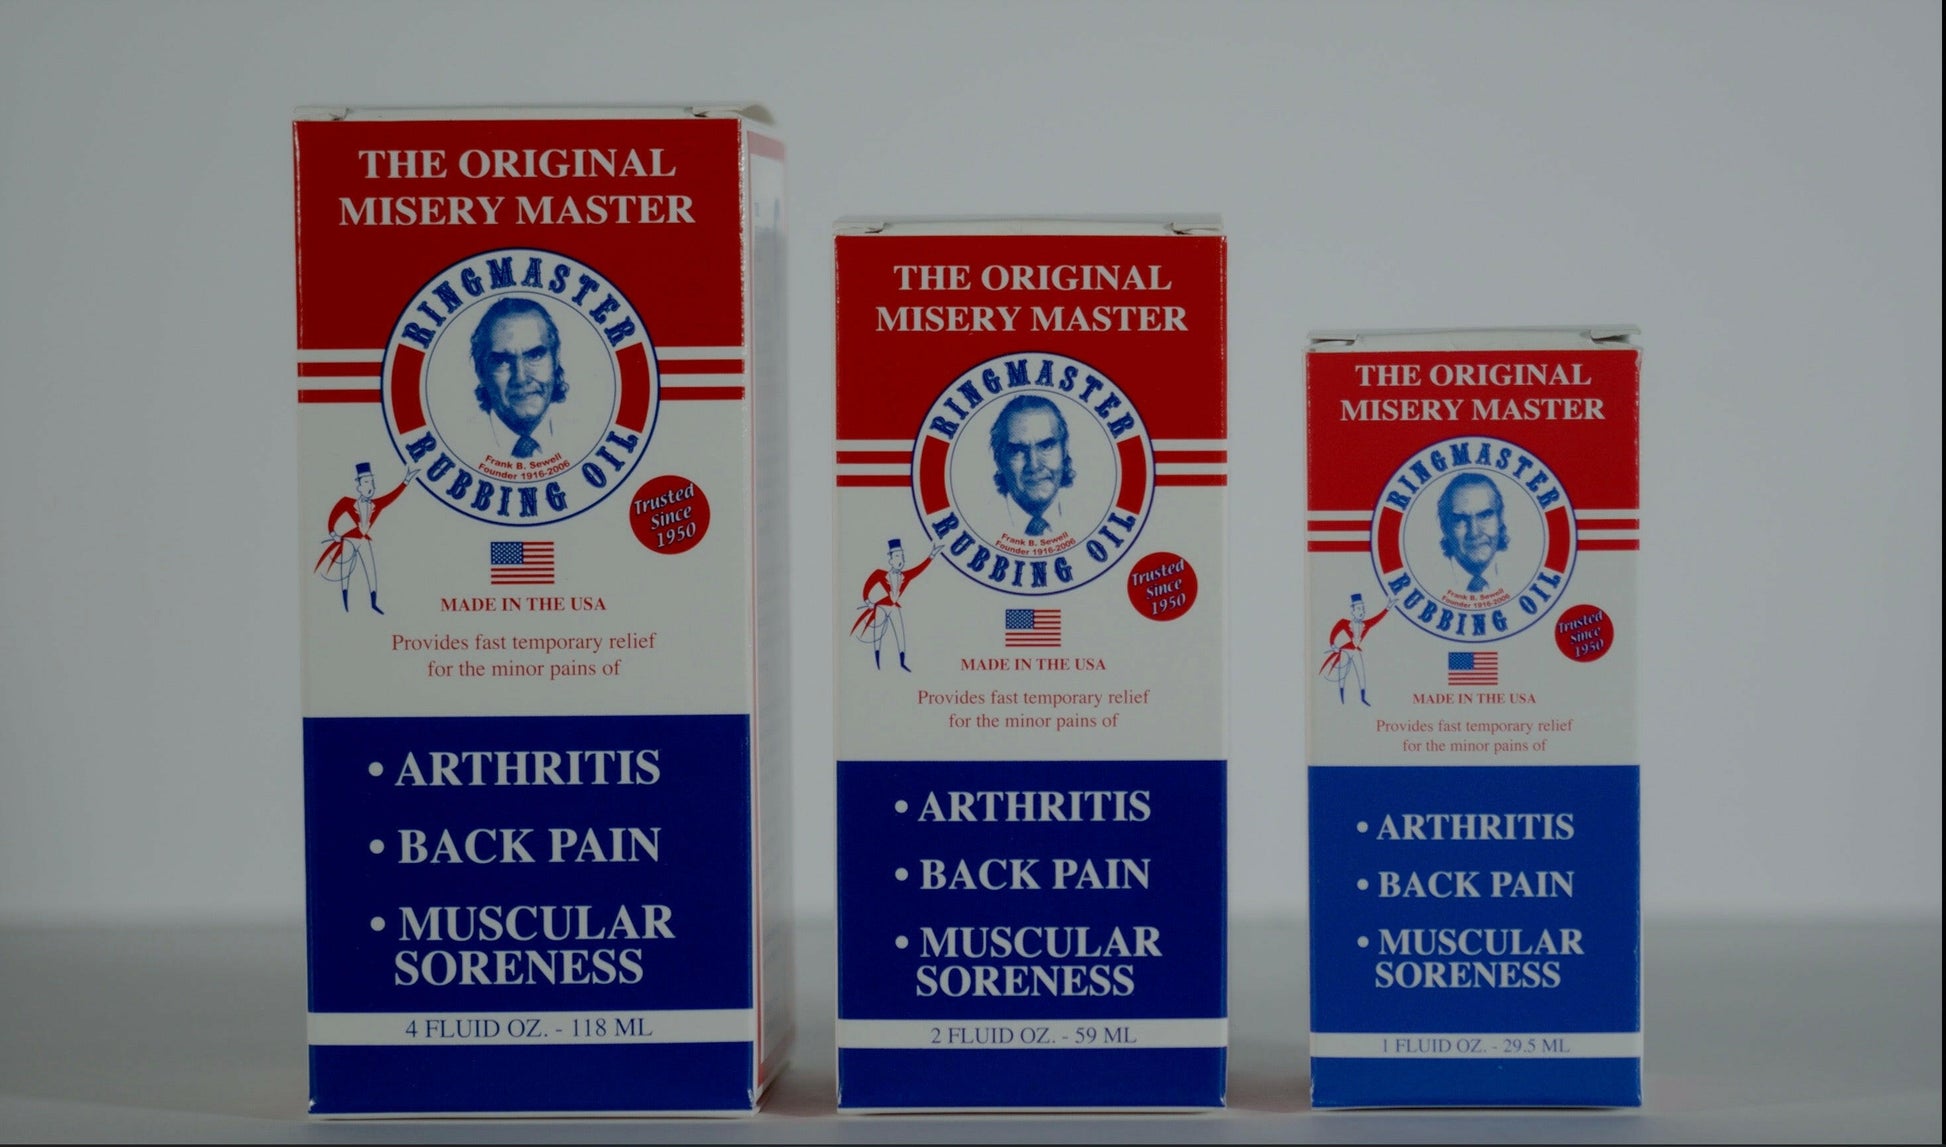 THE ORIGINAL
MISERY MASTER
RINGMASTER
Frank B. Sewell
Founder 1916-2006
RUBBING OIL
Trusted
Since
1950
MADE IN THE USA
Provides fast temporary relief
for the minor pains of
• ARTHRITIS
• BACK PAIN
• MUSCULAR
SORENESS
4 FLUID OZ. - 118 ML
THE ORIGINAL
MISERY MASTER
RINGMASTER
Frank B. Sewell
Founder 1916-2006
RUBBING OIL
Trusted
Since
1950
MADE IN THE USA
Provides fast temporary relief
for the minor pains of
• ARTHRITIS
• BACK PAIN
• MUSCULAR
SORENESS
2 FLUID OZ. - 59 ML
THE ORIGINAL
MISERY MASTER
RINGMASTER
Frank B. Sewell
Founder 1916-2006
RUBBING OIL
Trusted
Since
1950
MADE IN THE USA
Provides fast temporary relief
for the minor pains of
• ARTHRITIS
• BACK PAIN
• MUSCULAR
SORENESS
1 FLUID OZ. - 29.5 ML